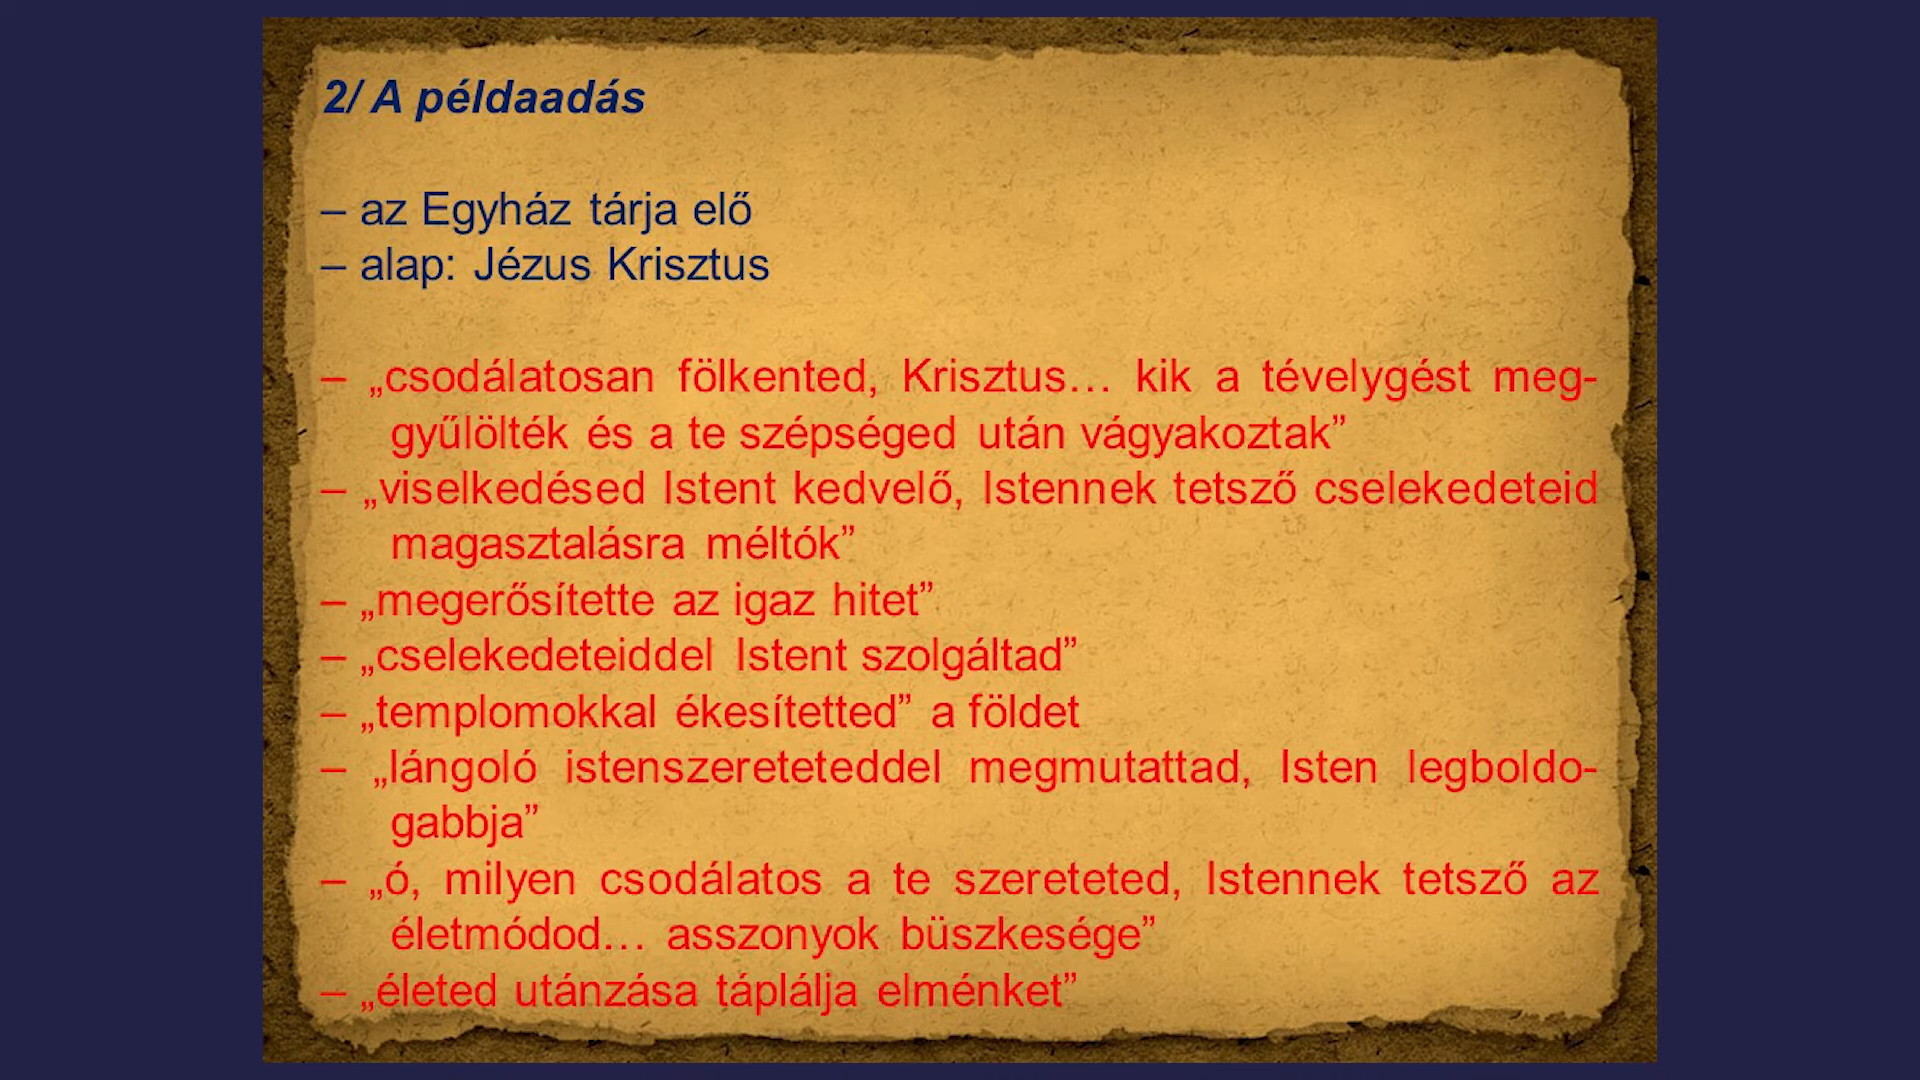 2/ A példaadás
– az Egyház tárja elő
– alap: Jézus Krisztus
– „csodálatosan fölkented, Krisztus… kik a tévelygést meg-
gyűlölték és a te szépséged után vágyakoztak”
– „viselkedésed Istent kedvelő, Istennek tetsző cselekedeteid
magasztalásra méltók”
– „megerősítette az igaz hitet”
– „cselekedeteiddel Istent szolgáltad”
– „templomokkal ékesítetted” a földet
– „lángoló istenszereteteddel megmutattad, Isten legboldo-
gabbja”
– „ó, milyen csodálatos a te szereteted, Istennek tetsző az
életmódod… asszonyok büszkesége”
– „életed utánzása táplálja elménket”